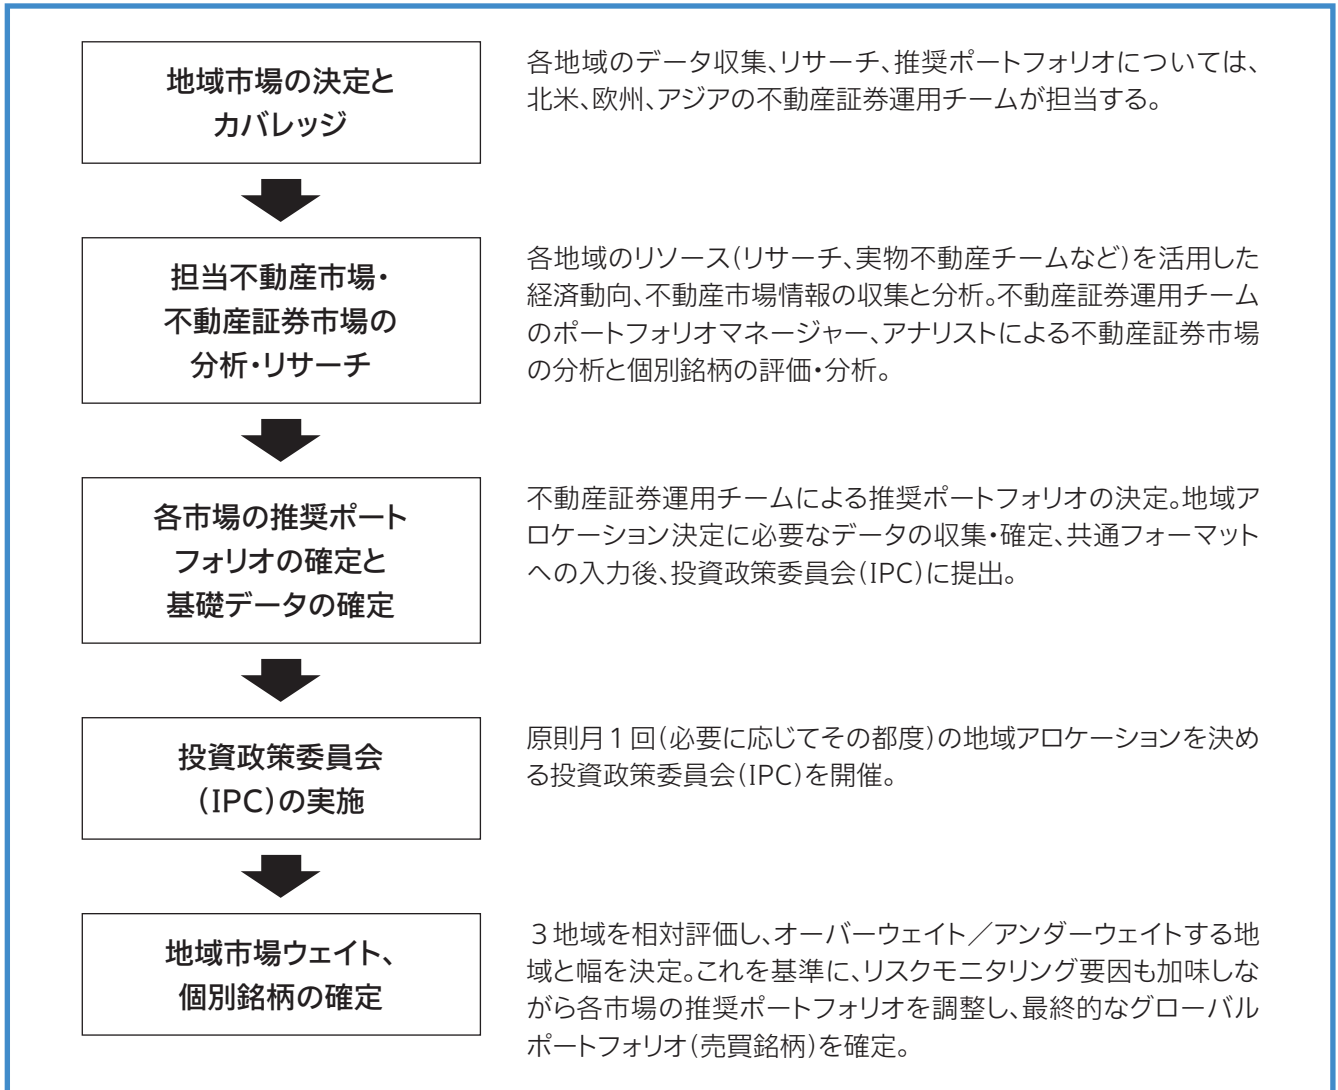 地域市場の決定と
カバレッジ
各地域のデータ収集、リサーチ、推奨ポートフォリオについては、
北米、欧州、アジアの不動産証券運用チームが担当する。
担当不動産市場・
不動産証券市場の
分析・リサーチ
各地域のリソース(リサーチ、実物不動産チームなど)を活用した
経済動向、不動産市場情報の収集と分析。不動産証券運用チーム
のポートフォリオマネージャー、アナリストによる不動産証券市場
の分析と個別銘柄の評価・分析。
各市場の推奨ポート
フォリオの確定と
基礎データの確定
不動産証券運用チームによる推奨ポートフォリオの決定。地域ア
ロケーション決定に必要なデータの収集・確定、共通フォーマット
への入力後、投資政策委員会(IPC)に提出。
投資政策委員会
(IPC)の実施
原則月1回(必要に応じてその都度)の地域アロケーションを決め
る投資政策委員会(IPC)を開催。
地域市場ウェイト、
個別銘柄の確定
3地域を相対評価し、オーバーウェイト／アンダーウェイトする地
域と幅を決定。これを基準に、リスクモニタリング要因も加味しな
がら各市場の推奨ポートフォリオを調整し、最終的なグローバル
ポートフォリオ(売買銘柄)を確定。